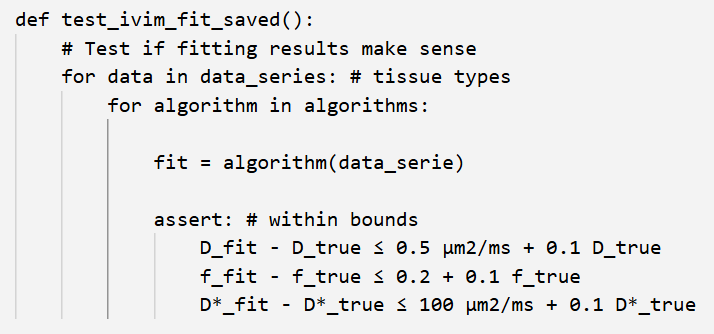 def test_ivim_fit_saved():
# Test if fitting results make sense
for data in data_series: # tissue types
for algorithm in algorithms:
fit = algorithm(data_serie)
assert: # within bounds
D_fit - D_true ≤ 0.5 µm2/ms + 0.1 D_true
f_fit - f_true ≤ 0.2 + 0.1 f_true
D*_fit - D*_true ≤ 100 µm2/ms + 0.1 D*_true